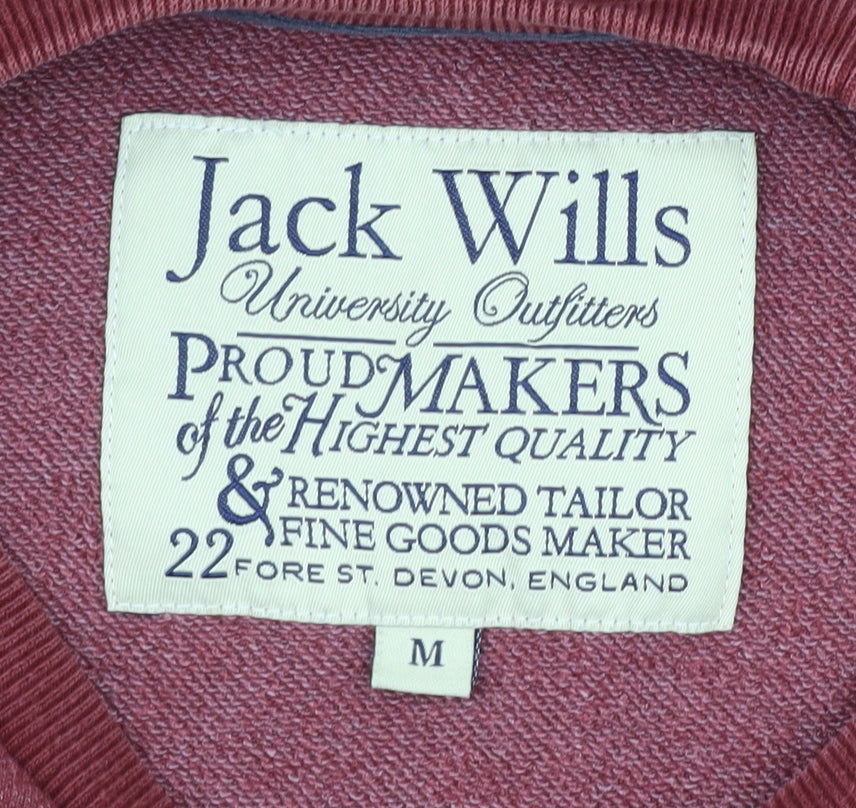 Jack Wills
University Outfitters
PROUD MAKERS
of the HIGHEST QUALITY
& RENOWNED TAILOR
FINE GOODS MAKER
22 FORE ST. DEVON, ENGLAND
M